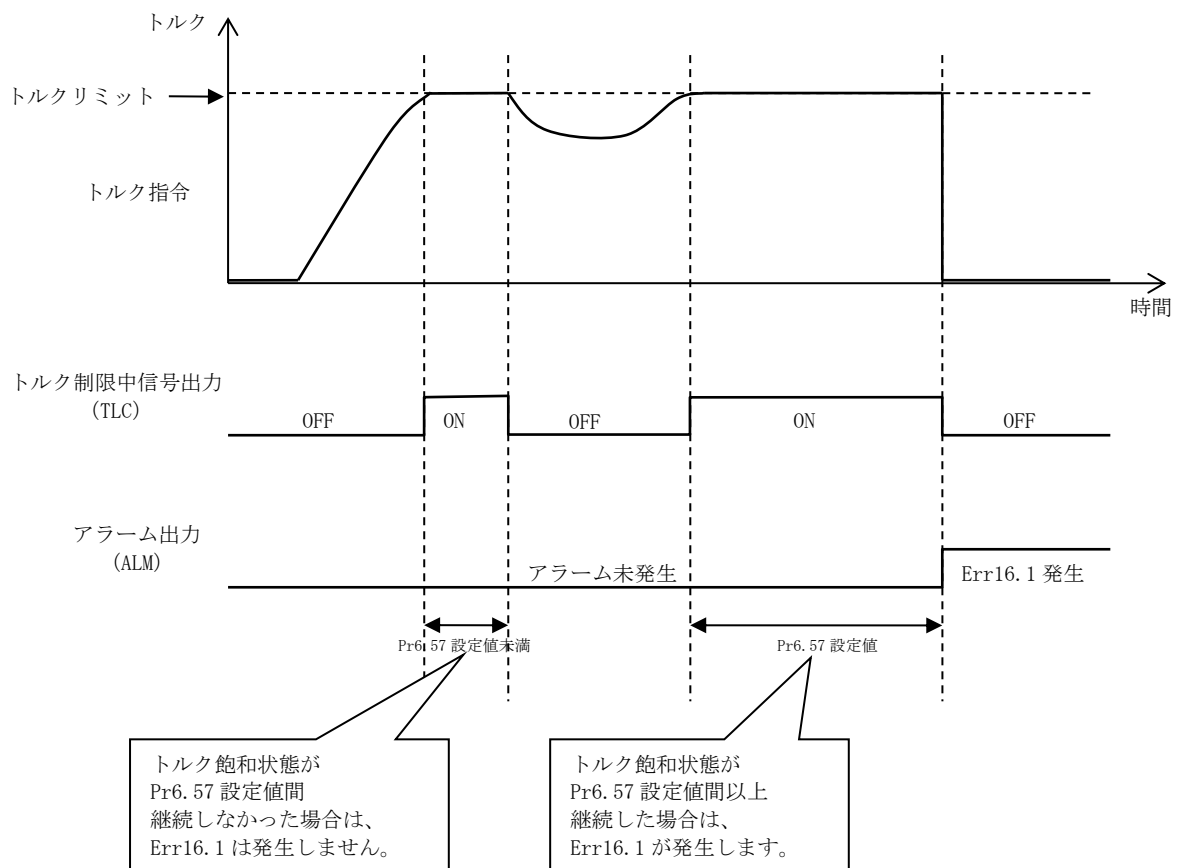 トルク
トルクリミット
トルク指令
時間
トルク制限中信号出力
(TLC)
OFF
ON
OFF
ON
OFF
アラーム出力
(ALM)
アラーム未発生
Err16.1 発生
Pr6.57 設定値未満
Pr6.57 設定値
トルク飽和状態が
Pr6.57 設定値間
継続しなかった場合は、
Err16.1 は発生しません。
トルク飽和状態が
Pr6.57 設定値間以上
継続した場合は、
Err16.1 が発生します。